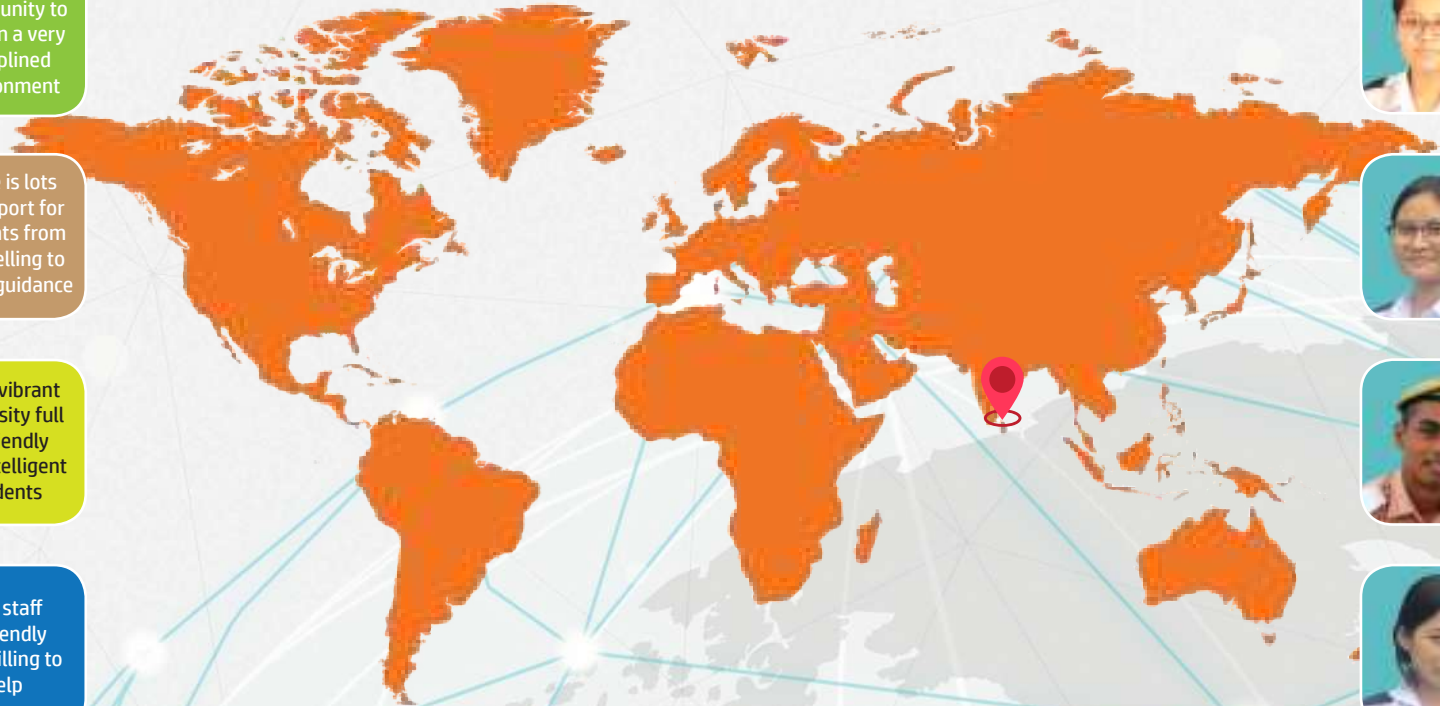 unity to
a very
plined
onment
is lots
port for
ts from
elling to
guidance
vibrant
sity full
endly
elligent
dents
staff
endly
illing to
elp